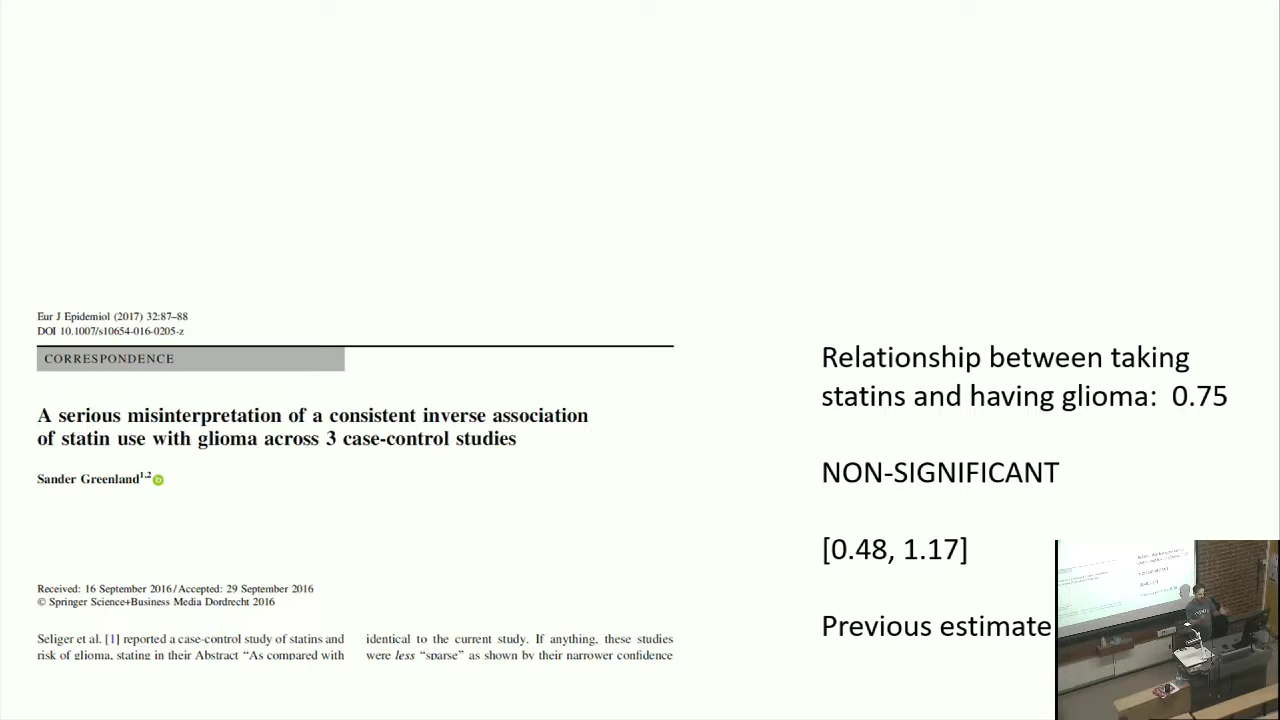 Eur J Epidemiol (2017) 32:87–88
DOI 10.1007/s10654-016-0205-z
CORRESPONDENCE
A serious misinterpretation of a consistent inverse association
of statin use with glioma across 3 case-control studies
Sander Greenland1,2
Received: 16 September 2016 / Accepted: 29 September 2016
© Springer Science+Business Media Dordrecht 2016
Seliger et al. [1] reported a case-control study of statins and
risk of glioma, stating in their Abstract “As compared with
identical to the current study. If anything, these studies
were less “sparse” as shown by their narrower confidence
Relationship between taking
statins and having glioma: 0.75
NON-SIGNIFICANT
[0.48, 1.17]
Previous estimate